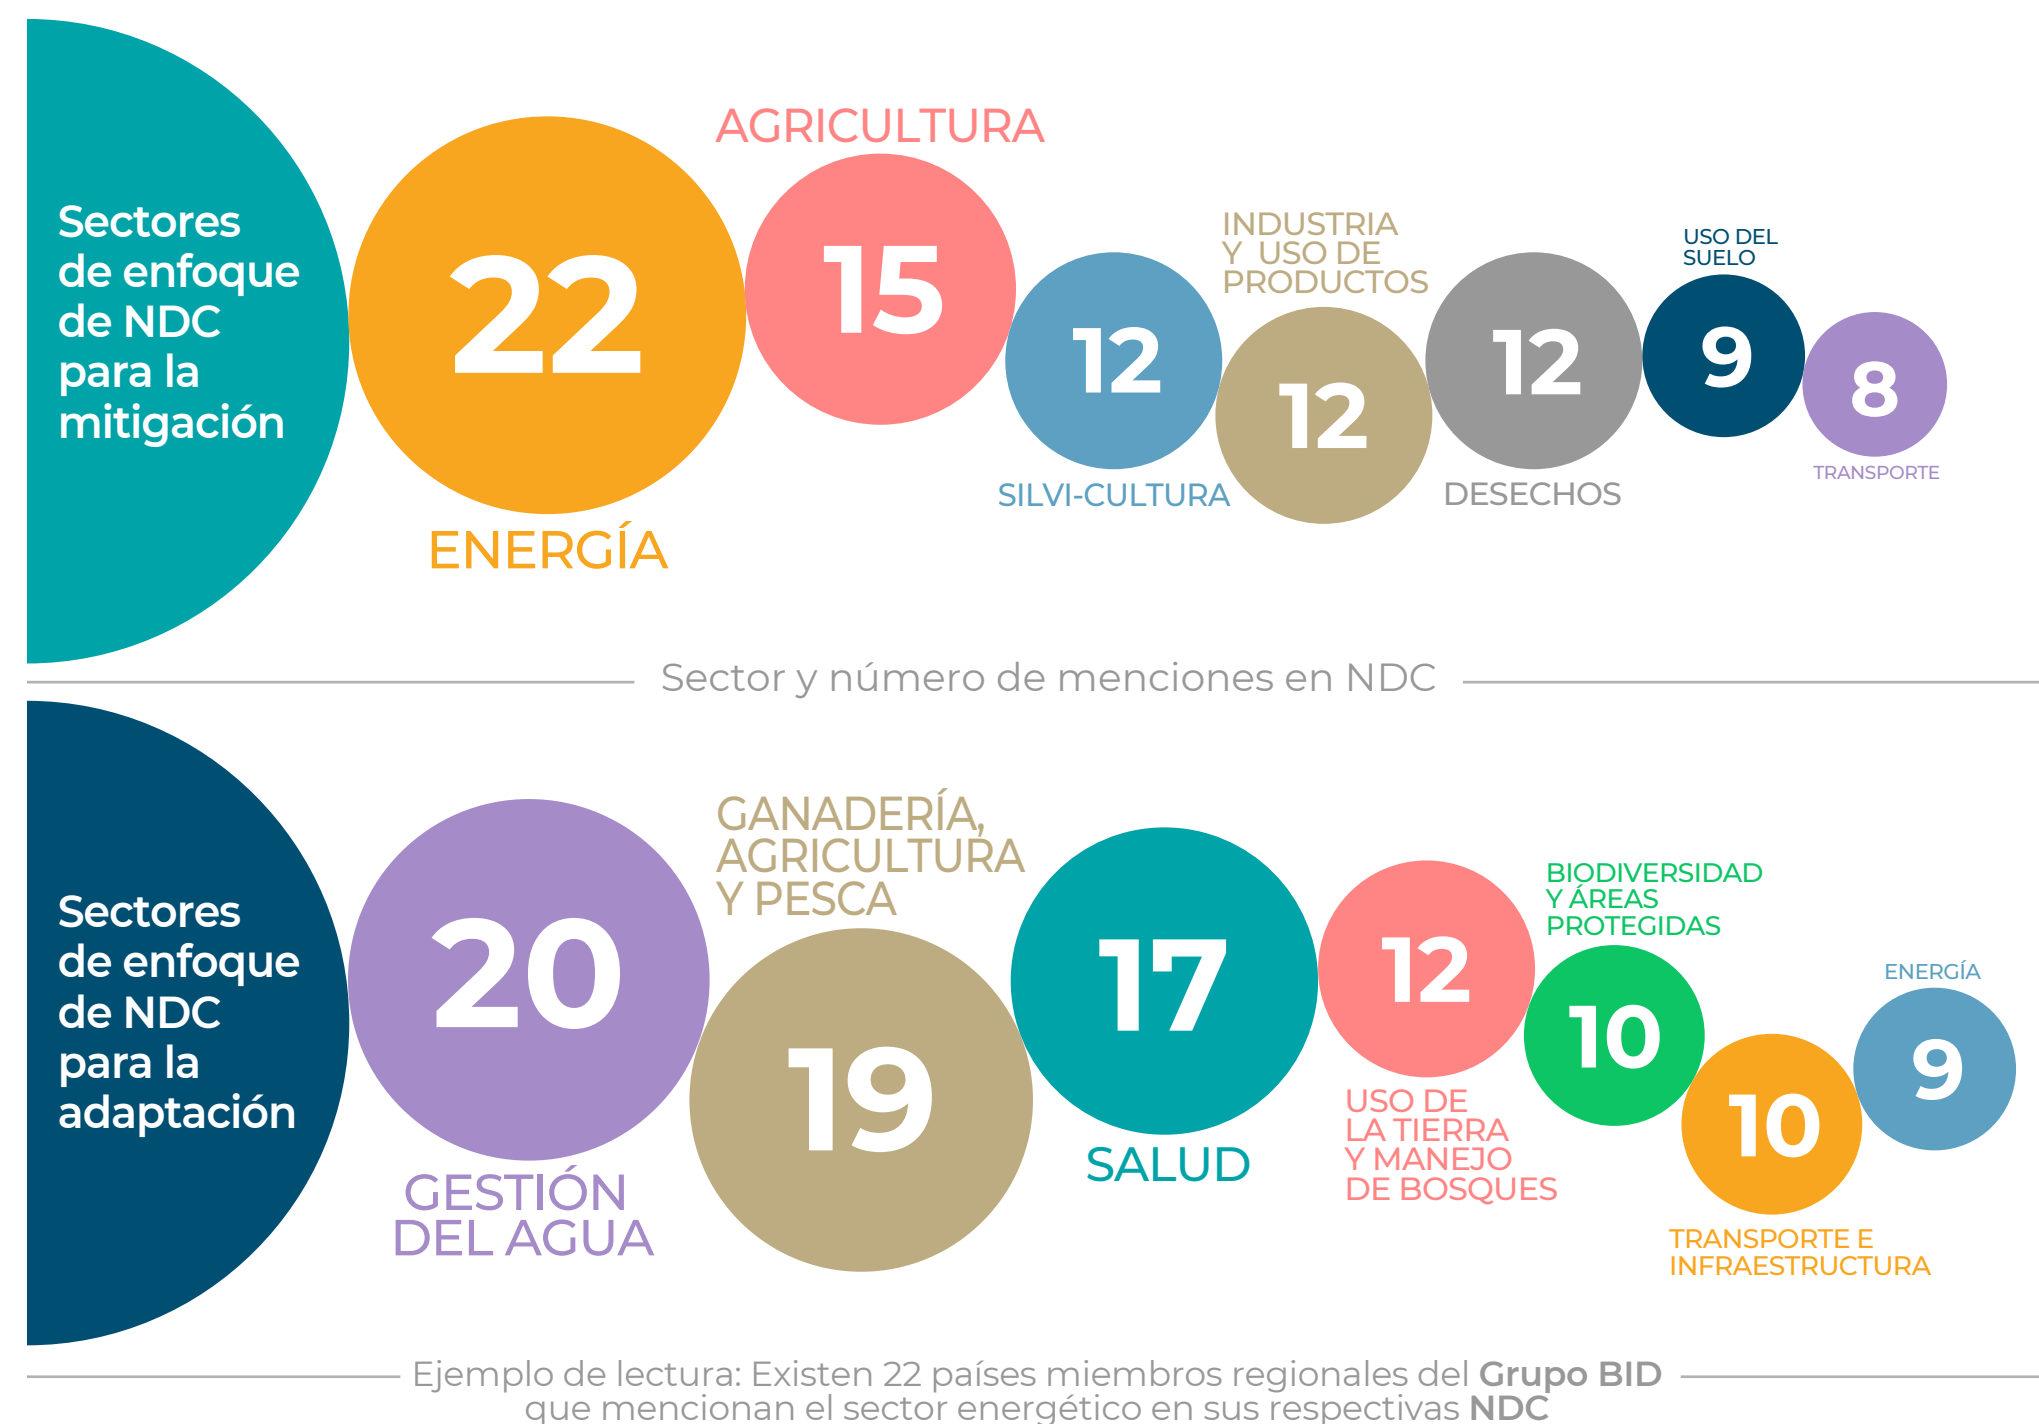 Sectores
de enfoque
de NDC
para la
mitigación
22
ENERGÍA
AGRICULTURA
15
12
SILVI-CULTURA
INDUSTRIA
Y USO DE
PRODUCTOS
12
12
DESECHOS
USO DEL
SUELO
9
8
TRANSPORTE
Sector y número de menciones en NDC
Sectores
de enfoque
de NDC
para la
adaptación
20
GESTIÓN
DEL AGUA
GANADERÍA,
AGRICULTURA
Y PESCA
19
17
SALUD
12
USO DE
LA TIERRA
Y MANEJO
DE BOSQUES
BIODIVERSIDAD
Y ÁREAS
PROTEGIDAS
10
10
TRANSPORTE E
INFRAESTRUCTURA
ENERGÍA
9
Ejemplo de lectura: Existen 22 países miembros regionales del Grupo BID
que mencionan el sector energético en sus respectivas NDC